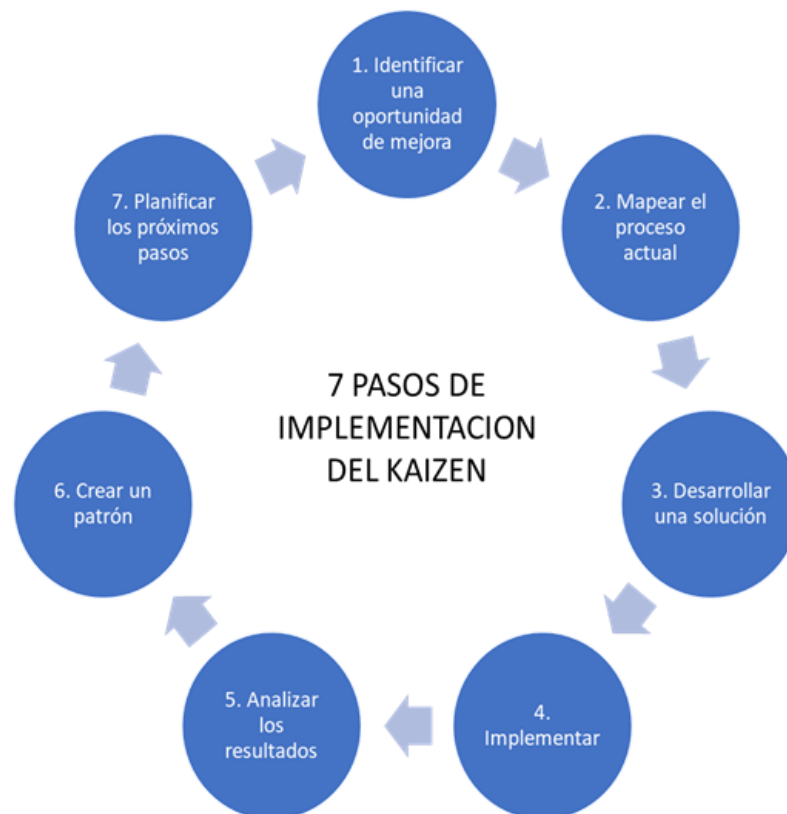 1. Identificar
una
oportunidad
de mejora
2. Mapear el
proceso
actual
3. Desarrollar
una solución
4.
Implementar
5. Analizar
los
resultados
6. Crear un
patrón
7. Planificar
los próximos
pasos
7 PASOS DE
IMPLEMENTACION
DEL KAIZEN